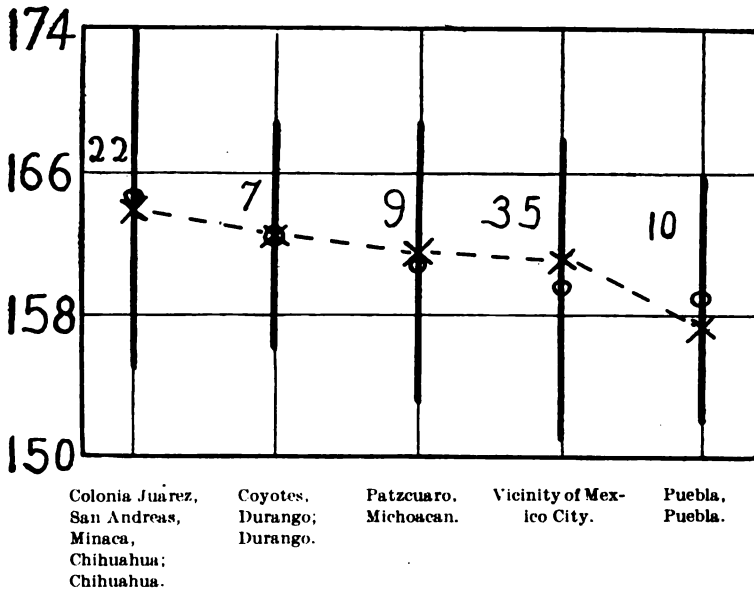 174
22
166
7
9
35
10
158
150
Colonia Juárez,
San Andreas,
Minaca,
Chihuahua;
Chihuahua.
Coyotes,
Durango;
Durango.
Patzcuaro,
Michoacan.
Vicinity of Mex-
ico City.
Puebla,
Puebla.